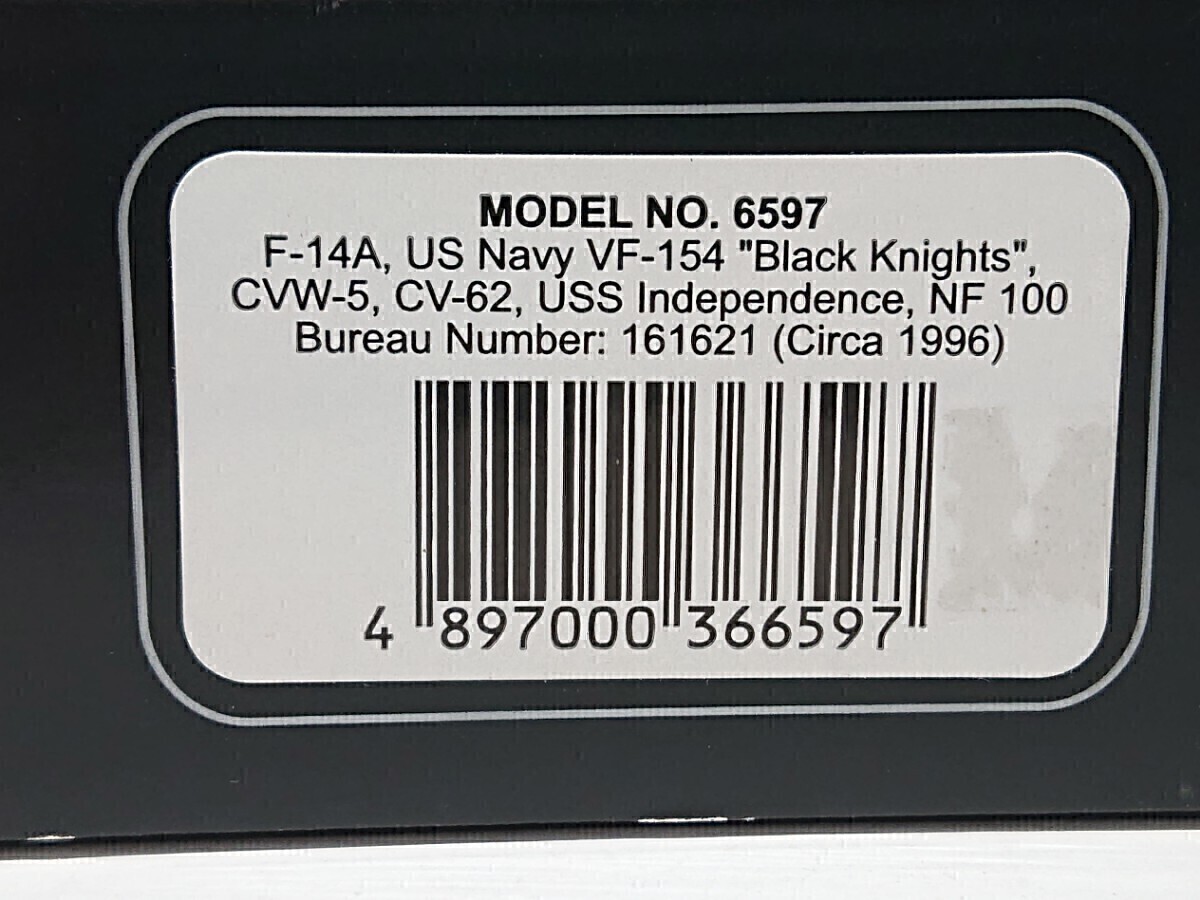 MODEL NO. 6597
F-14A, US Navy VF-154 "Black Knights",
CVW-5, CV-62, USS Independence, NF 100
Bureau Number: 161621 (Circa 1996)
4 897000 366597